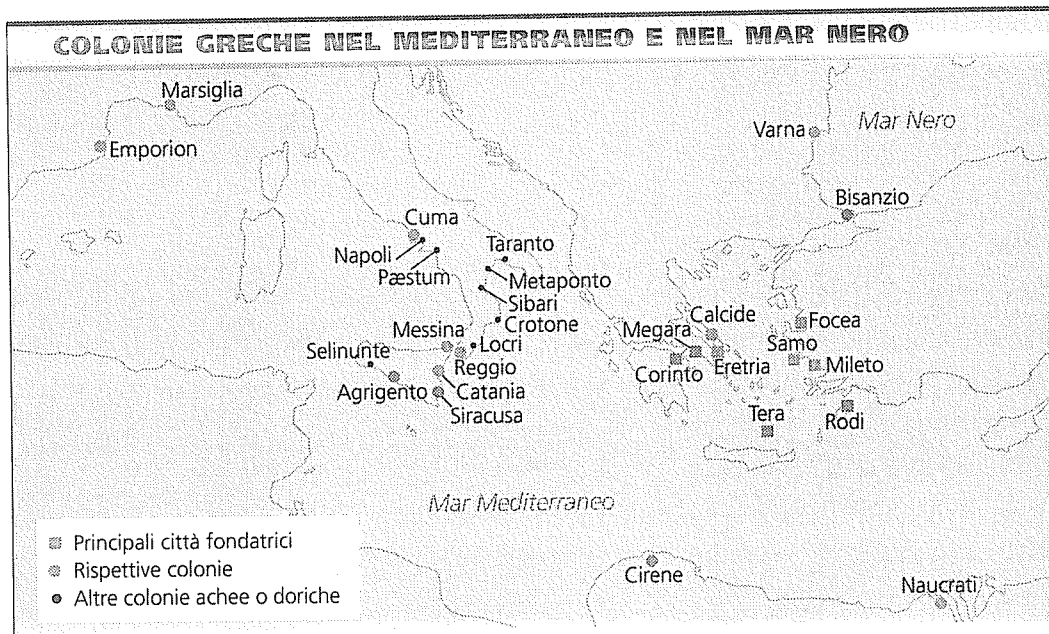 COLONIE GRECHE NEL MEDITERRANEO E NEL MAR NERO
Marsiglia
Emporion
Varna
Mar Nero
Bisanzio
Cuma
Napoli
Pæstum
Taranto
Metaponto
Sibari
Crotone
Messina
Locri
Selinunte
Reggio
Agrigento
Catania
Siracusa
Calcide
Megara
Focea
Samo
Corinto
Eretria
Mileto
Tera
Rodi
Mar Mediterraneo
Cirene
Naucrati
Principali città fondatrici
Rispettive colonie
Altre colonie achee o doriche